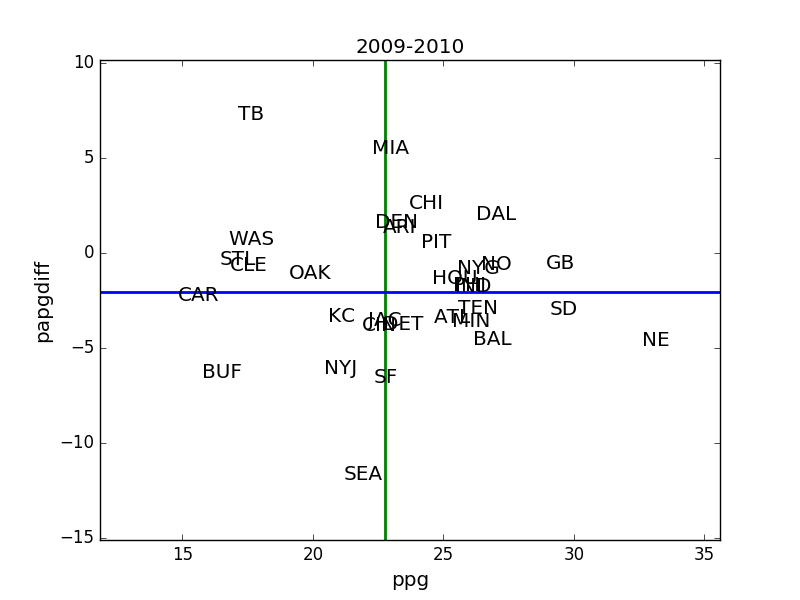 2009-2010
10
TB
MIA
5
CHI
DAL
DEN
ARI
WAS
PIT
0
STL
CLE
NYG
NO
GB
OAK
HOU
PHI
IND
CAR
TEN
SD
KC
JAC
CIN
DET
ATL
MIN
BAL
NE
−5
BUF
NYJ
SF
−10
SEA
−15
15 20 25 30 35
ppg
papgdiff